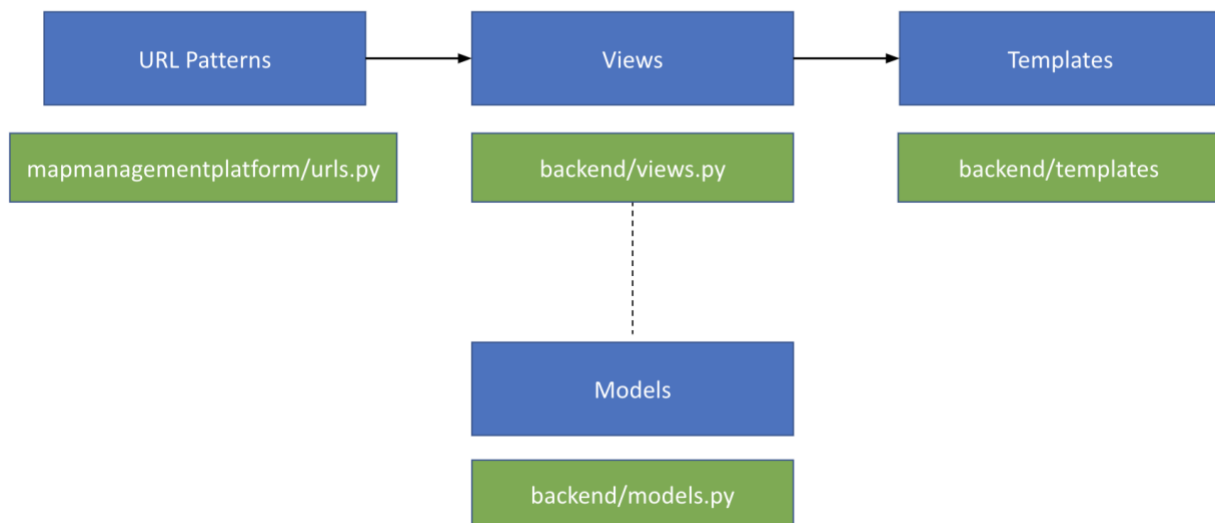 URL Patterns
Views
Templates
mapmanagementplatform/urls.py
backend/views.py
backend/templates
Models
backend/models.py